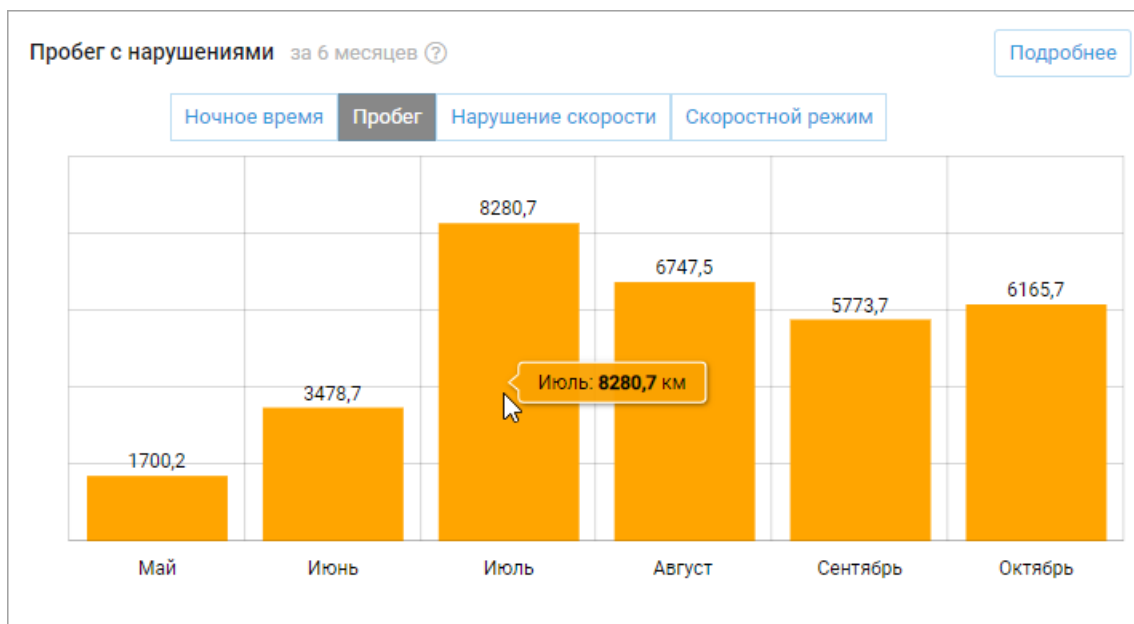 Пробег с нарушениями за 6 месяцев ? Подробнее
Ночное время Пробег Нарушение скорости Скоростной режим
8280,7
6747,5
6165,7
5773,7
Июль: 8280,7 км
3478,7
1700,2
Май Июнь Июль Август Сентябрь Октябрь